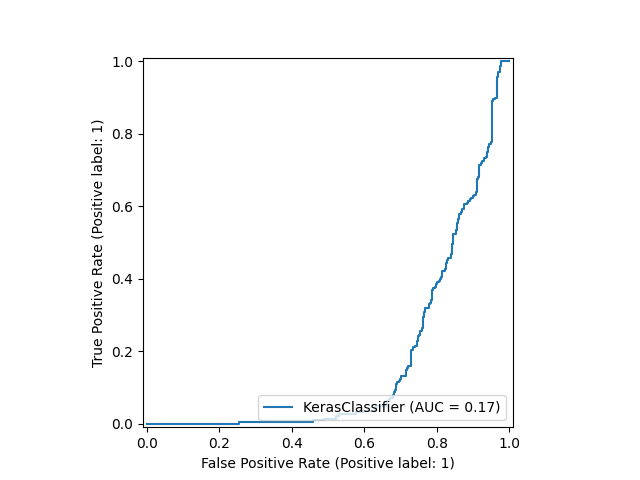 1.0
0.8
0.6
0.4
0.2
0.0
True Positive Rate (Positive label: 1)
KerasClassifier (AUC = 0.17)
0.0 0.2 0.4 0.6 0.8 1.0
False Positive Rate (Positive label: 1)